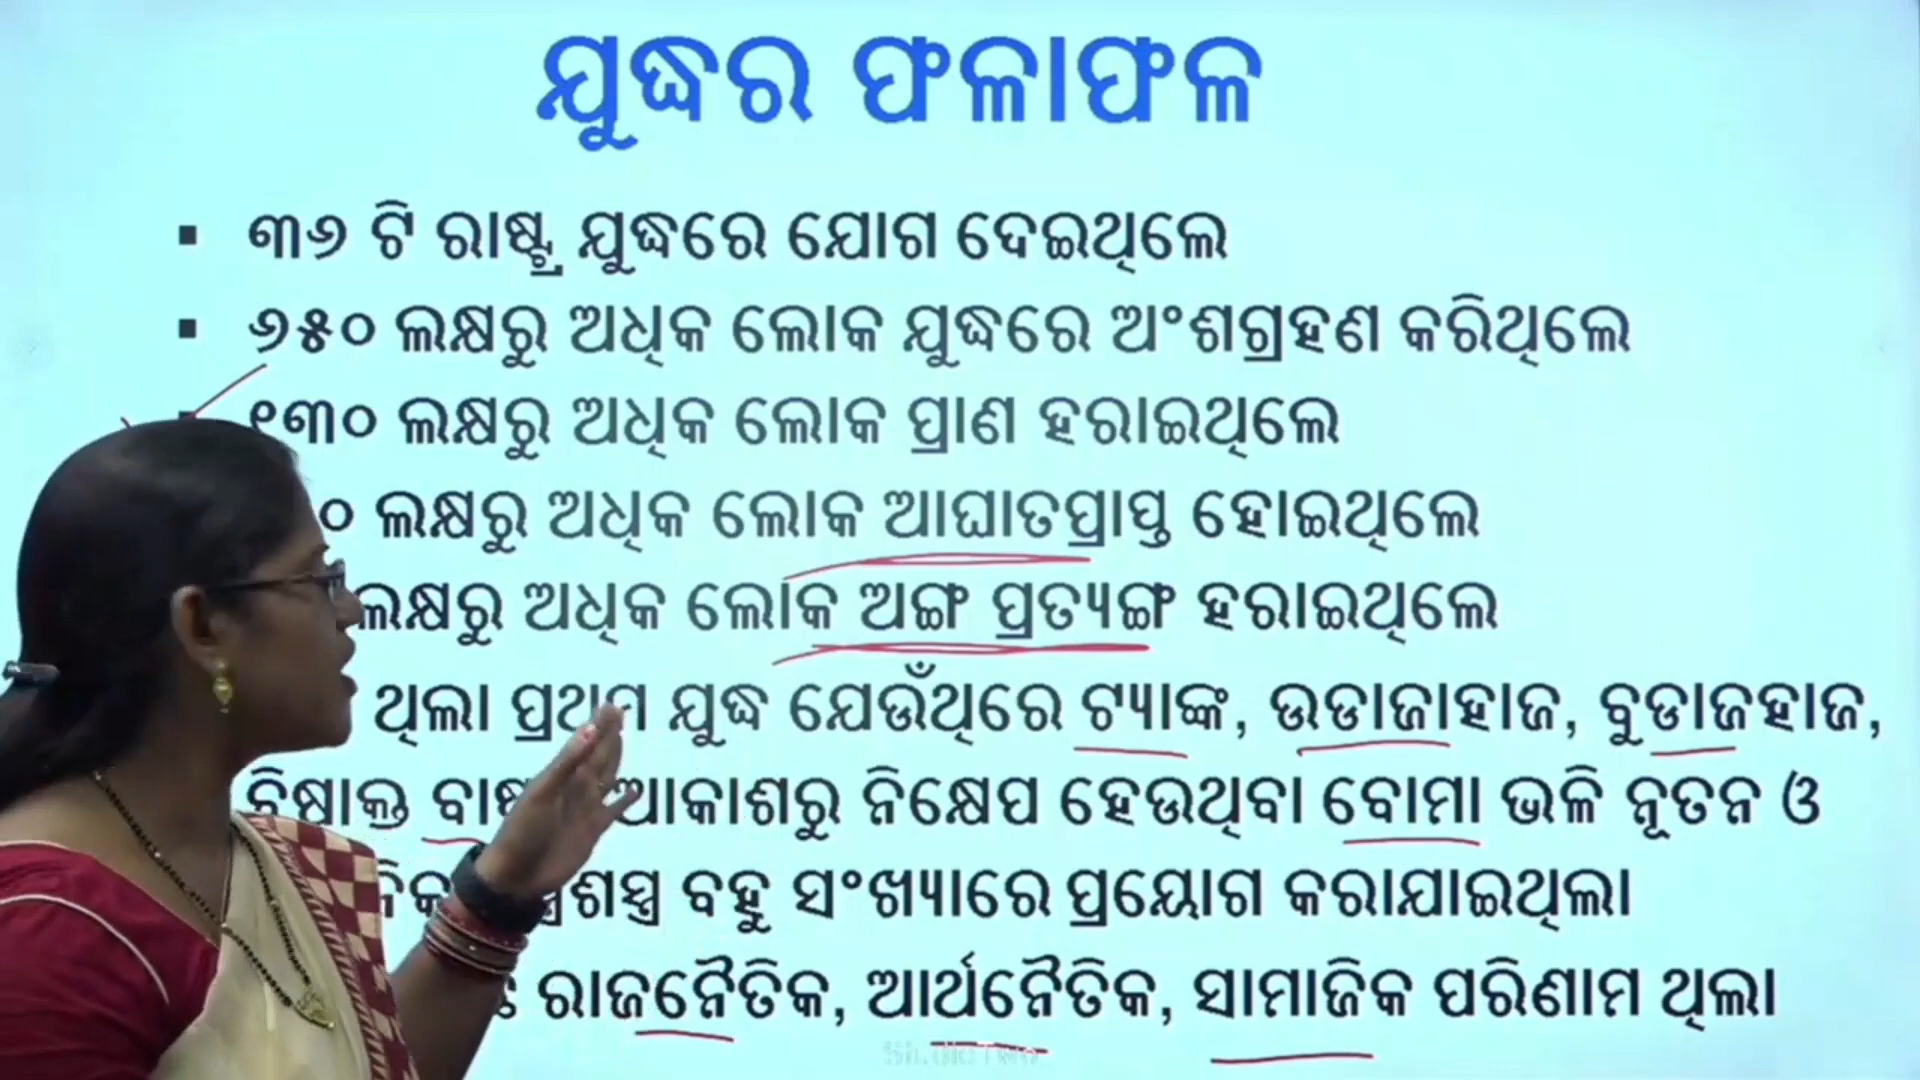 ଯୁଦ୍ଧର ଫଳାଫଳ
▪ ୩୬ ଟି ରାଷ୍ଟ୍ର ଯୁଦ୍ଧରେ ଯୋଗ ଦେଇଥିଲେ
▪ ୬୫୦ ଲକ୍ଷରୁ ଅଧିକ ଲୋକ ଯୁଦ୍ଧରେ ଅଂଶଗ୍ରହଣ କରିଥିଲେ
୧୩୦ ଲକ୍ଷରୁ ଅଧିକ ଲୋକ ପ୍ରାଣ ହରାଇଥିଲେ
ଲକ୍ଷରୁ ଅଧିକ ଲୋକ ଆଘାତପ୍ରାପ୍ତ ହୋଇଥିଲେ
ଲକ୍ଷରୁ ଅଧିକ ଲୋକ ଅଙ୍ଗ ପ୍ରତ୍ୟଙ୍ଗ ହରାଇଥିଲେ
ଥିଲା ପ୍ରଥମ ଯୁଦ୍ଧ ଯେଉଁଥିରେ ଟ୍ୟାଙ୍କ, ଉଡାଜାହାଜ, ବୁଡାଜହାଜ,
ବିଷାକ୍ତ ଆକାଶରୁ ନିକ୍ଷେପ ହେଉଥିବା ବୋମା ଭଳି ନୂତନ ଓ
ବହୁ ସଂଖ୍ୟାରେ ପ୍ରୟୋଗ କରାଯାଇଥିଲା
ରାଜନୈତିକ, ଆର୍ଥନୈତିକ, ସାମାଜିକ ପରିଣାମ ଥିଲା